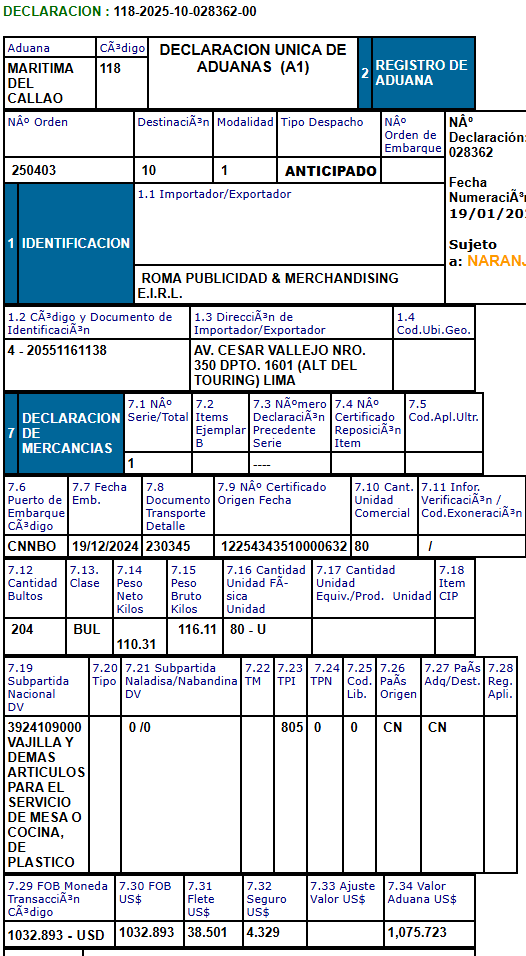 DECLARACION : 118-2025-10-028362-00
Aduana
CÃ³digo
MARITIMA
DEL
CALLAO
118
DECLARACION UNICA DE
ADUANAS (A1)
2
REGISTRO DE
ADUANA
NÂº Orden
DestinaciÃ³n
Modalidad
Tipo Despacho
NÂº
Orden de
Embarque
250403
10
1
ANTICIPADO
NÂº
Declaración:
028362
Fecha
NumeraciÃ³n
19/01/20
Sujeto
a: NARANJ
1 IDENTIFICACION
1.1 Importador/Exportador
ROMA PUBLICIDAD & MERCHANDISING
E.I.R.L.
1.2 CÃ³digo y Documento de
IdentificaciÃ³n
1.3 DirecciÃ³n de
Importador/Exportador
1.4
Cod.Ubi.Geo.
4 - 20551161138
AV. CESAR VALLEJO NRO.
350 DPTO. 1601 (ALT DEL
TOURING) LIMA
7
DECLARACION
DE
MERCANCIAS
7.1 NÂº
Serie/Total
7.2
Items
Ejemplar
B
7.3 NÃºmero
DeclaraciÃ³n
Precedente
Serie
7.4 NÂº
Certificado
ReposiciÃ³n
Item
7.5
Cod.Apl.Ultr.
1
----
7.6
Puerto de
Embarque
CÃ³digo
7.7 Fecha
Emb.
7.8
Documento
Transporte
Detalle
7.9 NÂº Certificado
Origen Fecha
7.10 Cant.
Unidad
Comercial
7.11 Infor.
VerificaciÃ³n /
Cod.ExoneraciÃ³n
CNNBO
19/12/2024
230345
12254343510000632
80
/
7.12
Cantidad
Bultos
7.13.
Clase
7.14
Peso
Neto
Kilos
7.15
Peso
Bruto
Kilos
7.16 Cantidad
Unidad FÃ­
sica
Unidad
7.17 Cantidad
Unidad
Equiv./Prod. Unidad
7.18
Item
CIP
204
BUL
110.31
116.11
80 - U
7.19
Subpartida
Nacional
DV
7.20
Tipo
7.21 Subpartida
Naladisa/Nabandina
DV
7.22
TM
7.23
TPI
7.24
TPN
7.25
Cod.
Lib.
7.26
PaÃ­s
Origen
7.27 PaÃ­s
Adq/Dest.
7.28
Reg.
Apli.
3924109000
VAJILLA Y
DEMAS
ARTICULOS
PARA EL
SERVICIO
DE MESA O
COCINA,
DE
PLASTICO
0 /0
805
0
0
CN
CN
7.29 FOB Moneda
TransacciÃ³n
CÃ³digo
7.30 FOB
US$
7.31
Flete
US$
7.32
Seguro
US$
7.33 Ajuste
Valor US$
7.34 Valor
Aduana US$
1032.893 - USD
1032.893
38.501
4.329
1,075.723